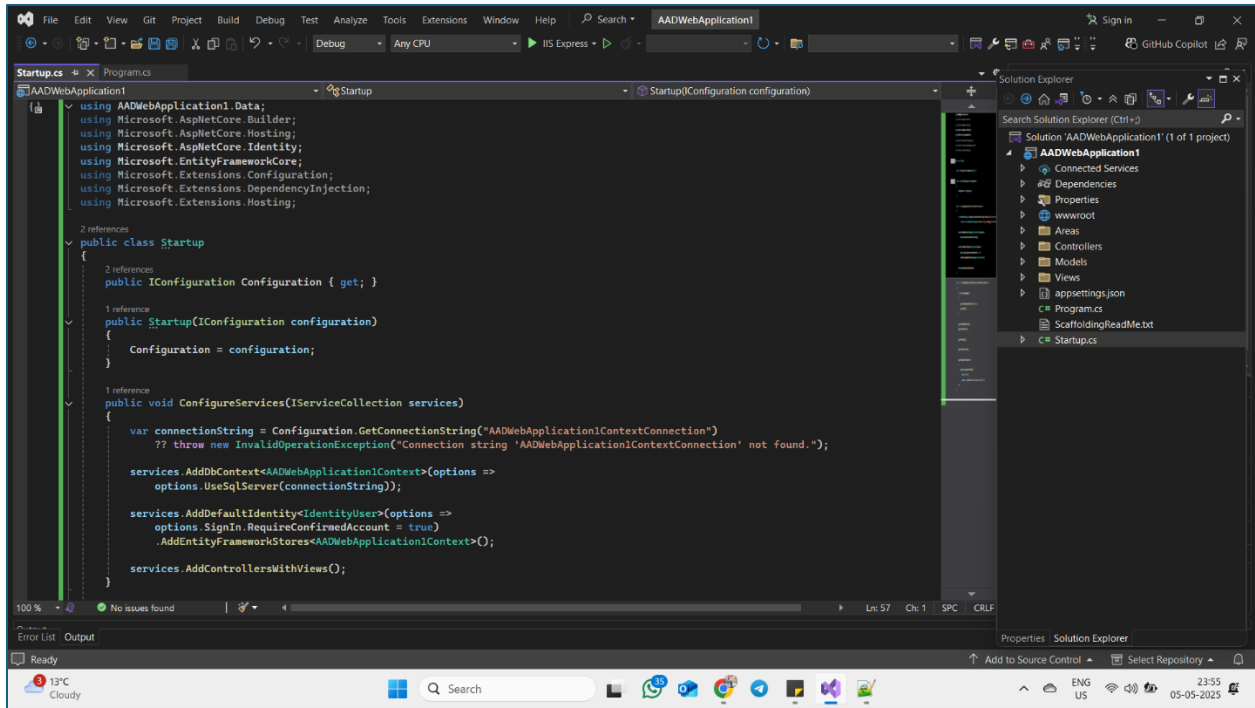 File Edit View Git Project Build Debug Test Analyze Tools Extensions Window Help Search AADWebApplication1 Sign in
Debug Any CPU IIS Express GitHub Copilot
Startup.cs Program.cs
AADWebApplication1 Startup Startup(IConfiguration configuration)
using AADWebApplication1.Data;
using Microsoft.AspNetCore.Builder;
using Microsoft.AspNetCore.Hosting;
using Microsoft.AspNetCore.Identity;
using Microsoft.EntityFrameworkCore;
using Microsoft.Extensions.Configuration;
using Microsoft.Extensions.DependencyInjection;
using Microsoft.Extensions.Hosting;
2 references
public class Startup
{
2 references
public IConfiguration Configuration { get; }
1 reference
public Startup(IConfiguration configuration)
{
Configuration = configuration;
}
1 reference
public void ConfigureServices(IServiceCollection services)
{
var connectionString = Configuration.GetConnectionString("AADWebApplication1ContextConnection")
?? throw new InvalidOperationException("Connection string 'AADWebApplication1ContextConnection' not found.");
services.AddDbContext<AADWebApplication1Context>(options =>
options.UseSqlServer(connectionString));
services.AddDefaultIdentity<IdentityUser>(options =>
options.SignIn.RequireConfirmedAccount = true)
.AddEntityFrameworkStores<AADWebApplication1Context>();
services.AddControllersWithViews();
}
100 % No issues found Ln: 57 Ch: 1 SPC CRLF
Error List Output
Solution Explorer
Search Solution Explorer (Ctrl+;)
Solution 'AADWebApplication1' (1 of 1 project)
AADWebApplication1
Connected Services
Dependencies
Properties
wwwroot
Areas
Controllers
Models
Views
appsettings.json
C# Program.cs
ScaffoldingReadMe.txt
C# Startup.cs
Properties Solution Explorer
Ready Add to Source Control Select Repository
3 13°C
Cloudy
Search
35
ENG
US
23:55
05-05-2025